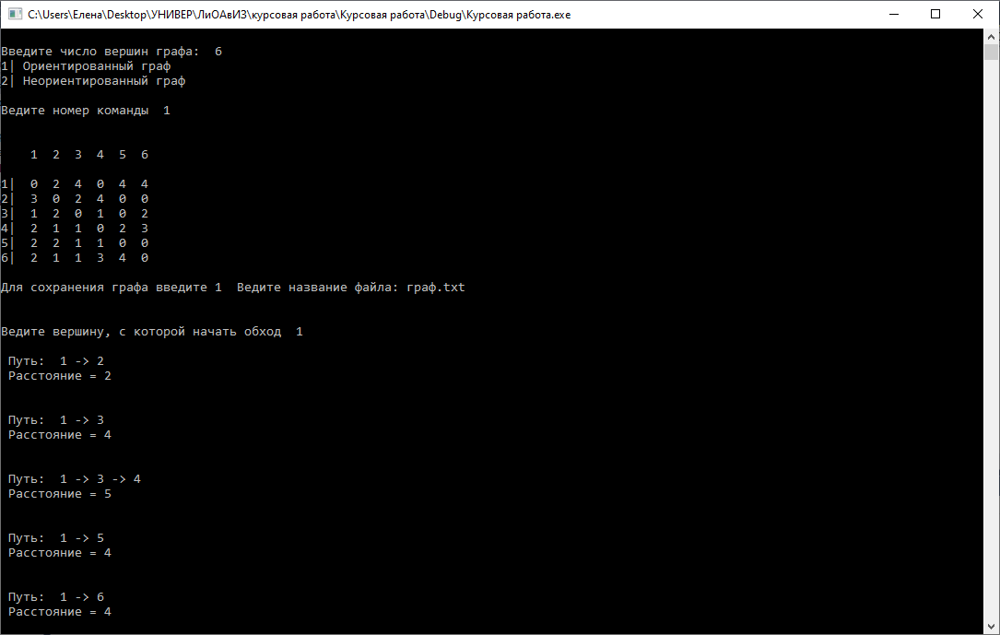 C:\Users\Елена\Desktop\УНИВЕР\ЛиОАвИЗ\курсовая работа\Курсовая работа\Debug\Курсовая работа.exe
Введите число вершин графа:  6
1| Ориентированный граф
2| Неориентированный граф
Ведите номер команды  1
    1  2  3  4  5  6
1|  0  2  4  0  4  4
2|  3  0  2  4  0  0
3|  1  2  0  1  0  2
4|  2  1  1  0  2  3
5|  2  2  1  1  0  0
6|  2  1  1  3  4  0
Для сохранения графа введите 1  Ведите название файла: граф.txt
Ведите вершину, с которой начать обход  1
 Путь:  1 -> 2
 Расстояние = 2
 Путь:  1 -> 3
 Расстояние = 4
 Путь:  1 -> 3 -> 4
 Расстояние = 5
 Путь:  1 -> 5
 Расстояние = 4
 Путь:  1 -> 6
 Расстояние = 4